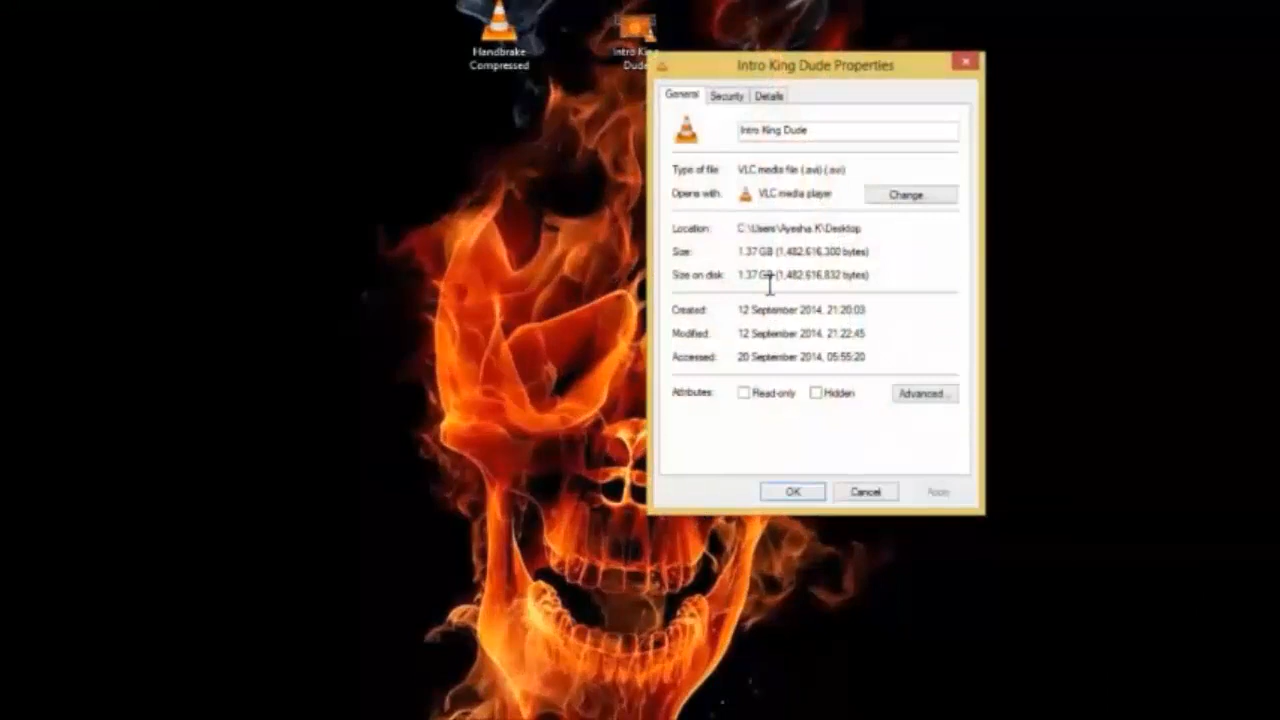 Handbrake
Compressed
Intro King
Dude
Intro King Dude Properties
General
Security
Details
Intro King Dude
Type of file: VLC media file (.avi) (.avi)
Opens with: VLC media player
Change...
Location: C:\Users\Ayesha K\Desktop
Size: 1.37 GB (1,482,616,300 bytes)
Size on disk: 1.37 GB (1,482,616,832 bytes)
Created: 12 September 2014, 21:20:03
Modified: 12 September 2014, 21:22:45
Accessed: 20 September 2014, 05:55:20
Attributes: Read-only Hidden Advanced...
OK Cancel Apply